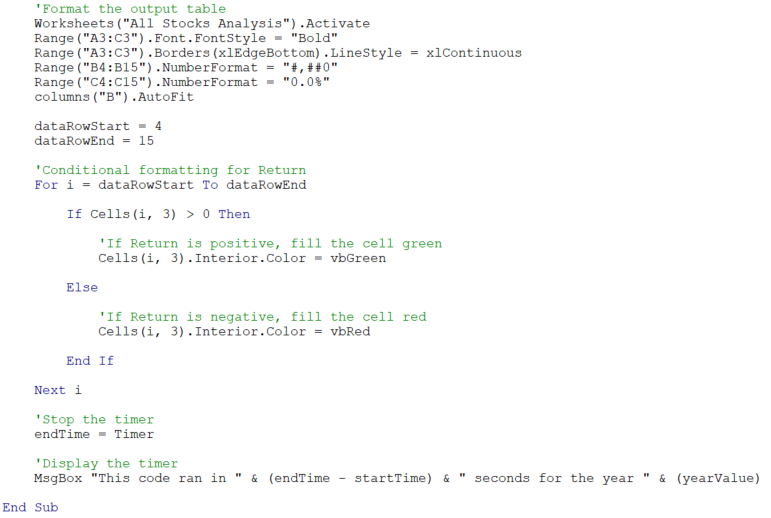 'Format the output table
Worksheets("All Stocks Analysis").Activate
Range("A3:C3").Font.FontStyle = "Bold"
Range("A3:C3").Borders(xlEdgeBottom).LineStyle = xlContinuous
Range("B4:B15").NumberFormat = "#,##0"
Range("C4:C15").NumberFormat = "0.0%"
columns("B").AutoFit
dataRowStart = 4
dataRowEnd = 15
'Conditional formatting for Return
For i = dataRowStart To dataRowEnd
If Cells(i, 3) > 0 Then
'If Return is positive, fill the cell green
Cells(i, 3).Interior.Color = vbGreen
Else
'If Return is negative, fill the cell red
Cells(i, 3).Interior.Color = vbRed
End If
Next i
'Stop the timer
endTime = Timer
'Display the timer
MsgBox "This code ran in " & (endTime - startTime) & " seconds for the year " & (yearValue)
End Sub